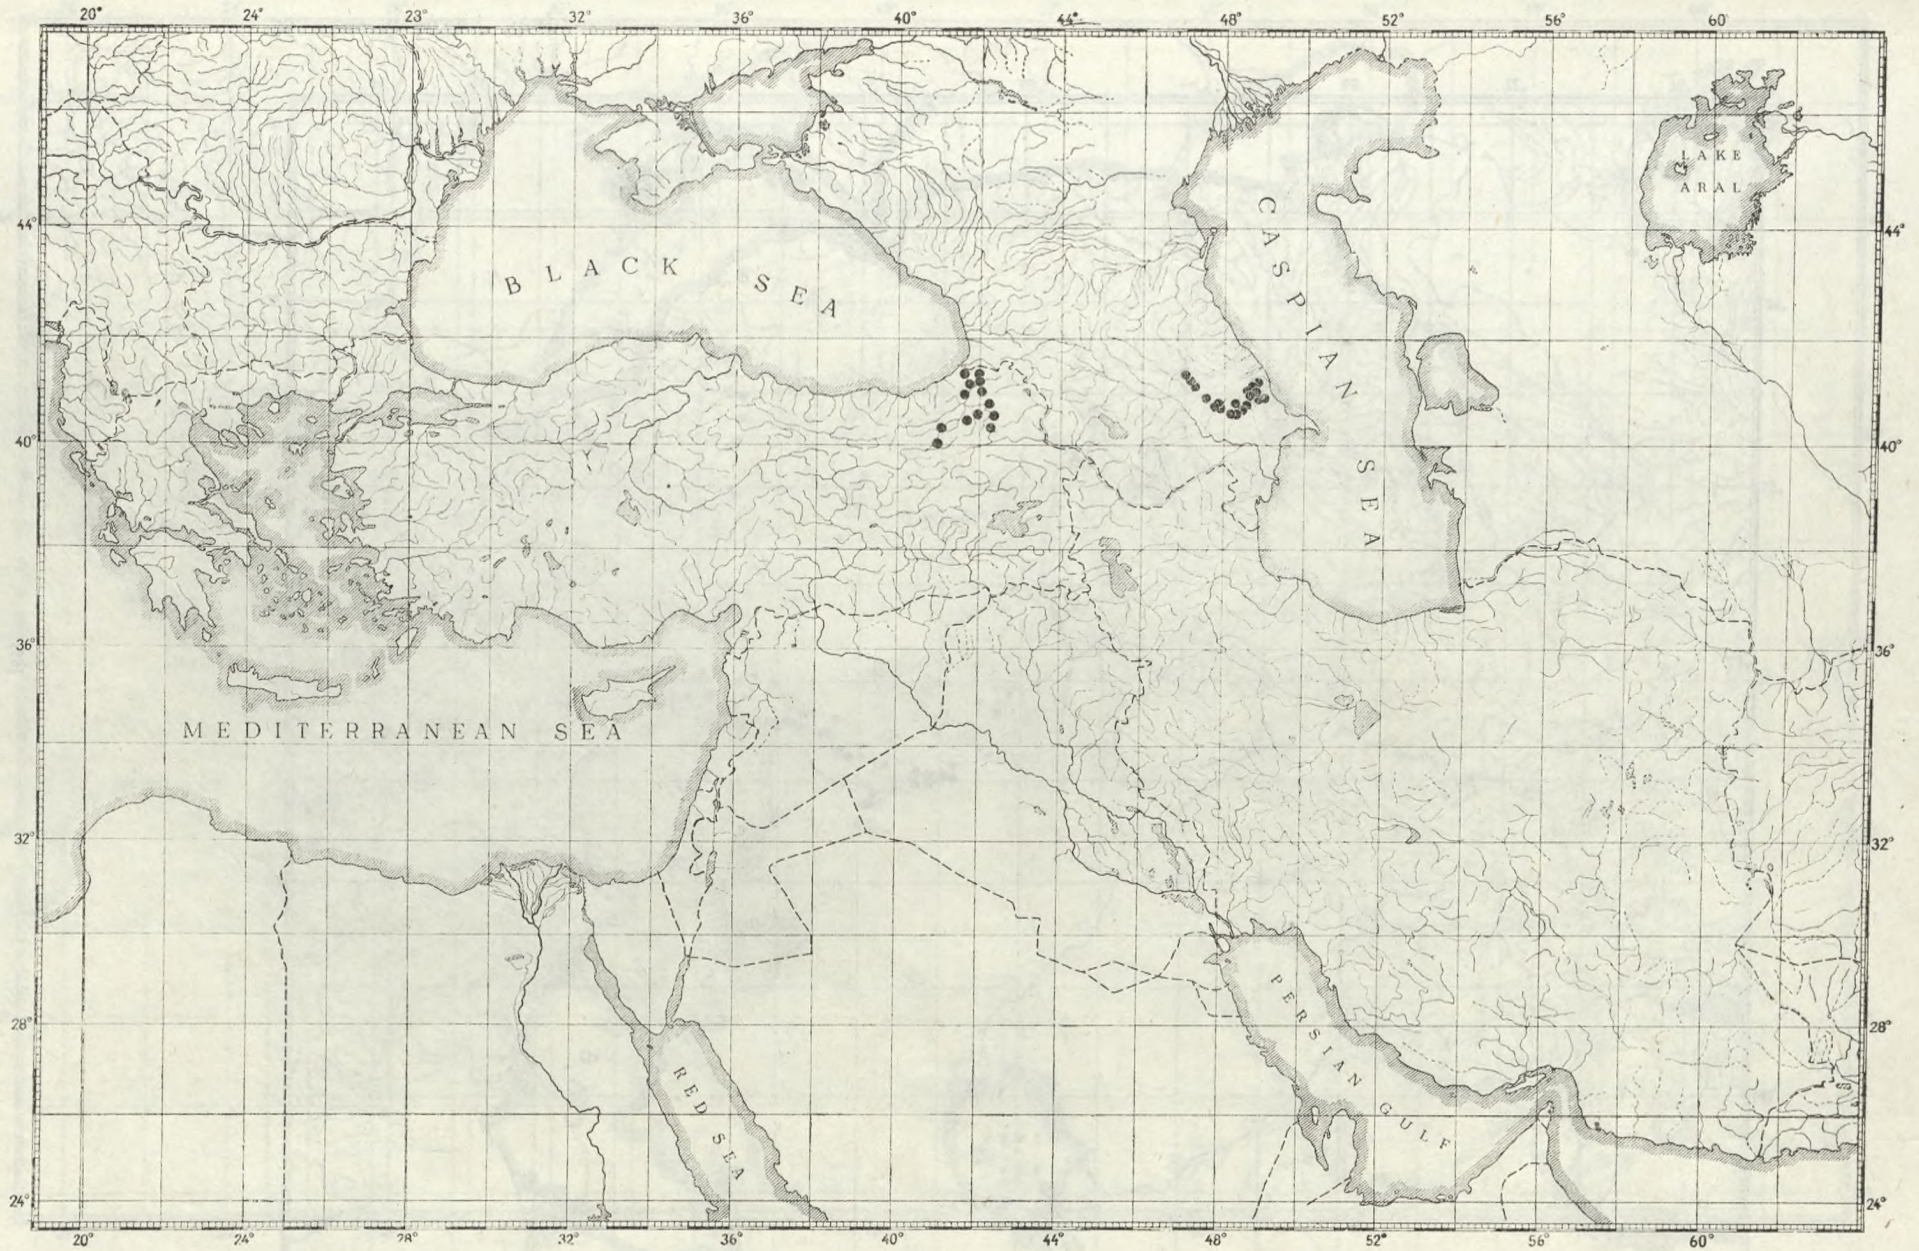 20° 24° 28° 32° 36° 40° 44° 48° 52° 56° 60°
LAKE
ARAL
44° 44°
BLACK SEA
CASPIAN SEA
40° 40°
36° 36°
MEDITERRANEAN SEA
32° 32°
PERSIAN GULF
28° 28°
RED SEA
24° 24°
20° 24° 28° 32° 36° 40° 44° 48° 52° 56° 60°